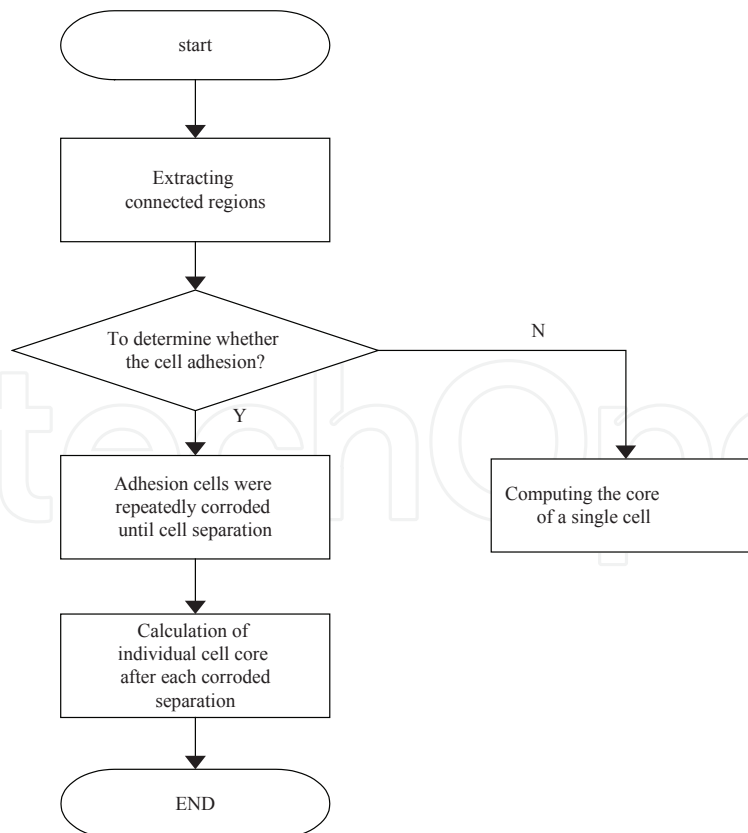 start
Extracting
connected regions
To determine whether
the cell adhesion?
N
Y
Adhesion cells were
repeatedly corroded
until cell separation
Computing the core
of a single cell
Calculation of
individual cell core
after each corroded
separation
END
techOpe